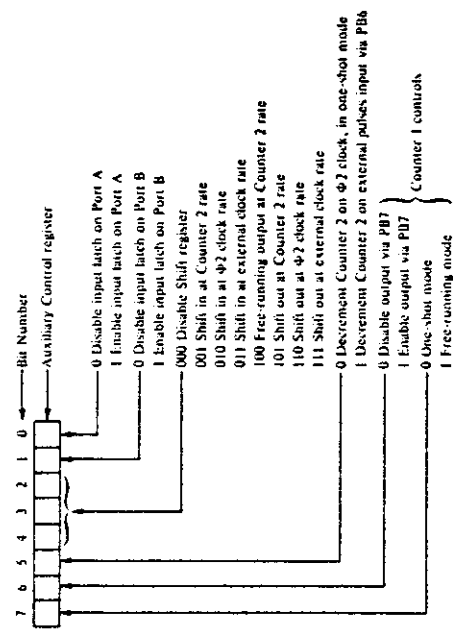 7 6 5 4 3 2 1 0 Bit Number
Auxiliary Control register
0 Disable input latch on Port A
1 Enable input latch on Port A
0 Disable input latch on Port B
1 Enable input latch on Port B
000 Disable Shift register
001 Shift in at Counter 2 rate
010 Shift in at Φ2 clock rate
011 Shift in at external clock rate
100 Free-running output at Counter 2 rate
101 Shift out at Counter 2 rate
110 Shift out at Φ2 clock rate
111 Shift out at external clock rate
0 Decrement Counter 2 on Φ2 clock, in one-shot mode
1 Decrement Counter 2 on external pulses input via PB6
0 Disable output via PB7
1 Enable output via PB7
Counter 1 controls
0 One-shot mode
1 Free-running mode